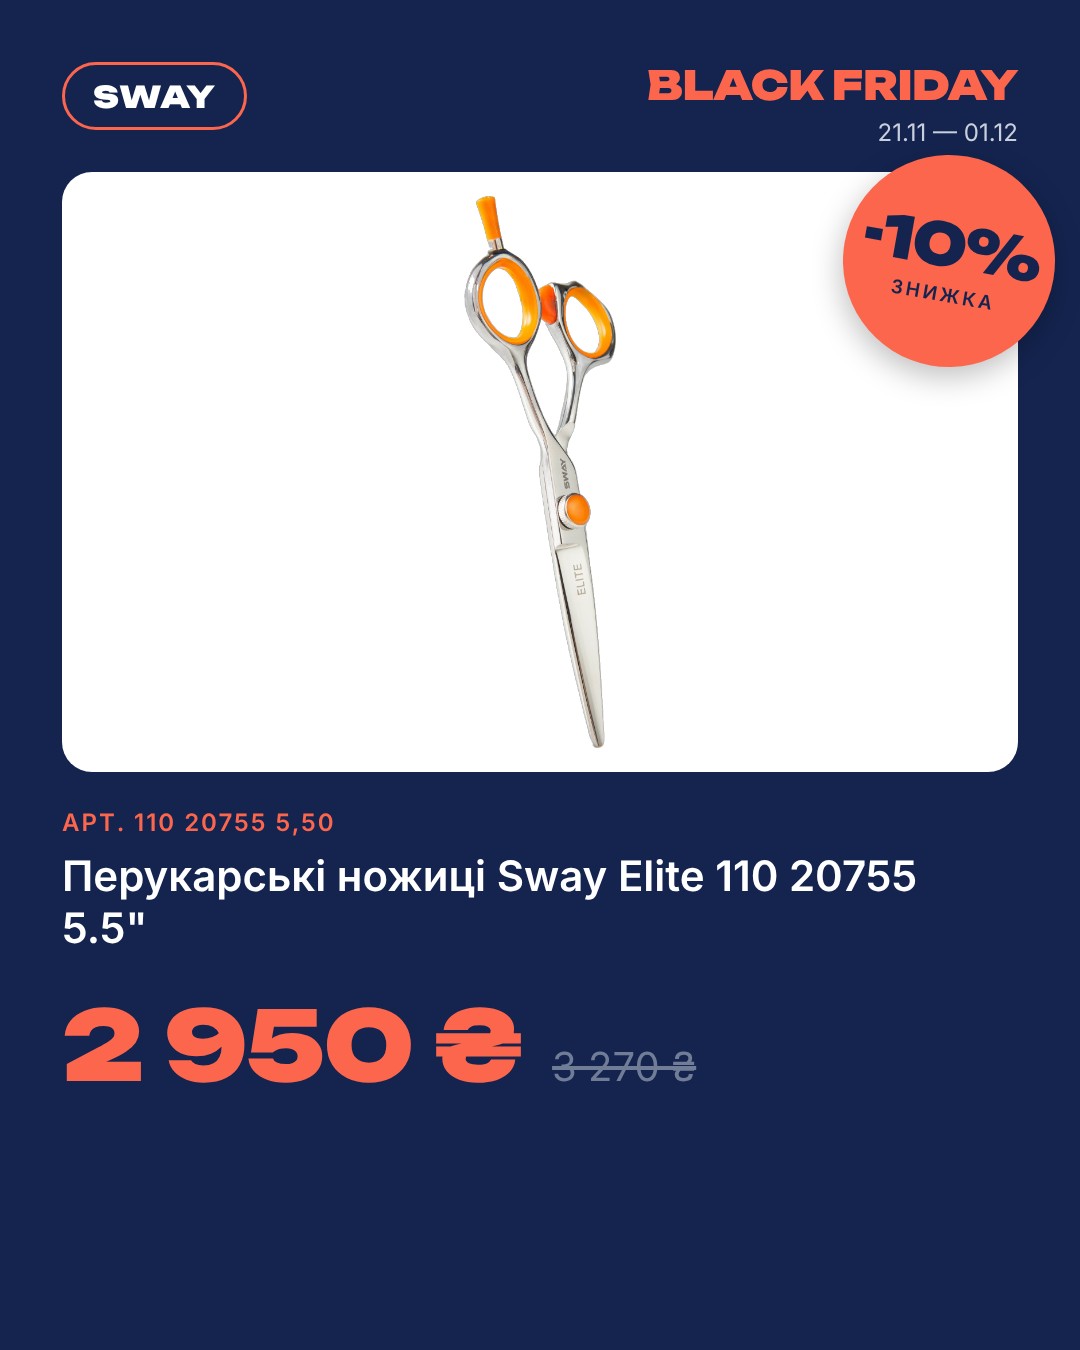 SWAY
BLACK FRIDAY
21.11 — 01.12
-10%
ЗНИЖКА
SWAY
ELITE
АРТ. 110 20755 5,50
Перукарські ножиці Sway Elite 110 20755
5.5"
2 950 ₴
3 270 ₴